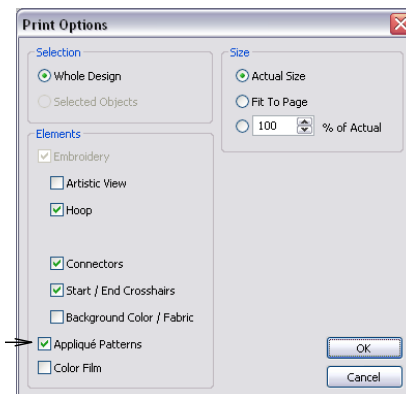 Print Options
Selection
Whole Design
Selected Objects
Elements
Embroidery
Artistic View
Hoop
Connectors
Start / End Crosshairs
Background Color / Fabric
Appliqué Patterns
Color Film
Size
Actual Size
Fit To Page
100 % of Actual
OK
Cancel